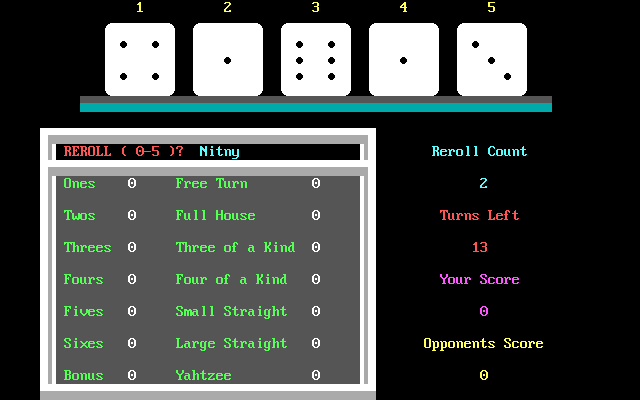 1 2 3 4 5
REROLL ( 0-5 )? Nitny
Reroll Count
Ones 0 Free Turn 0 2
Twos 0 Full House 0 Turns Left
Threes 0 Three of a Kind 0 13
Fours 0 Four of a Kind 0 Your Score
Fives 0 Small Straight 0 0
Sixes 0 Large Straight 0 Opponents Score
Bonus 0 Yahtzee 0 0